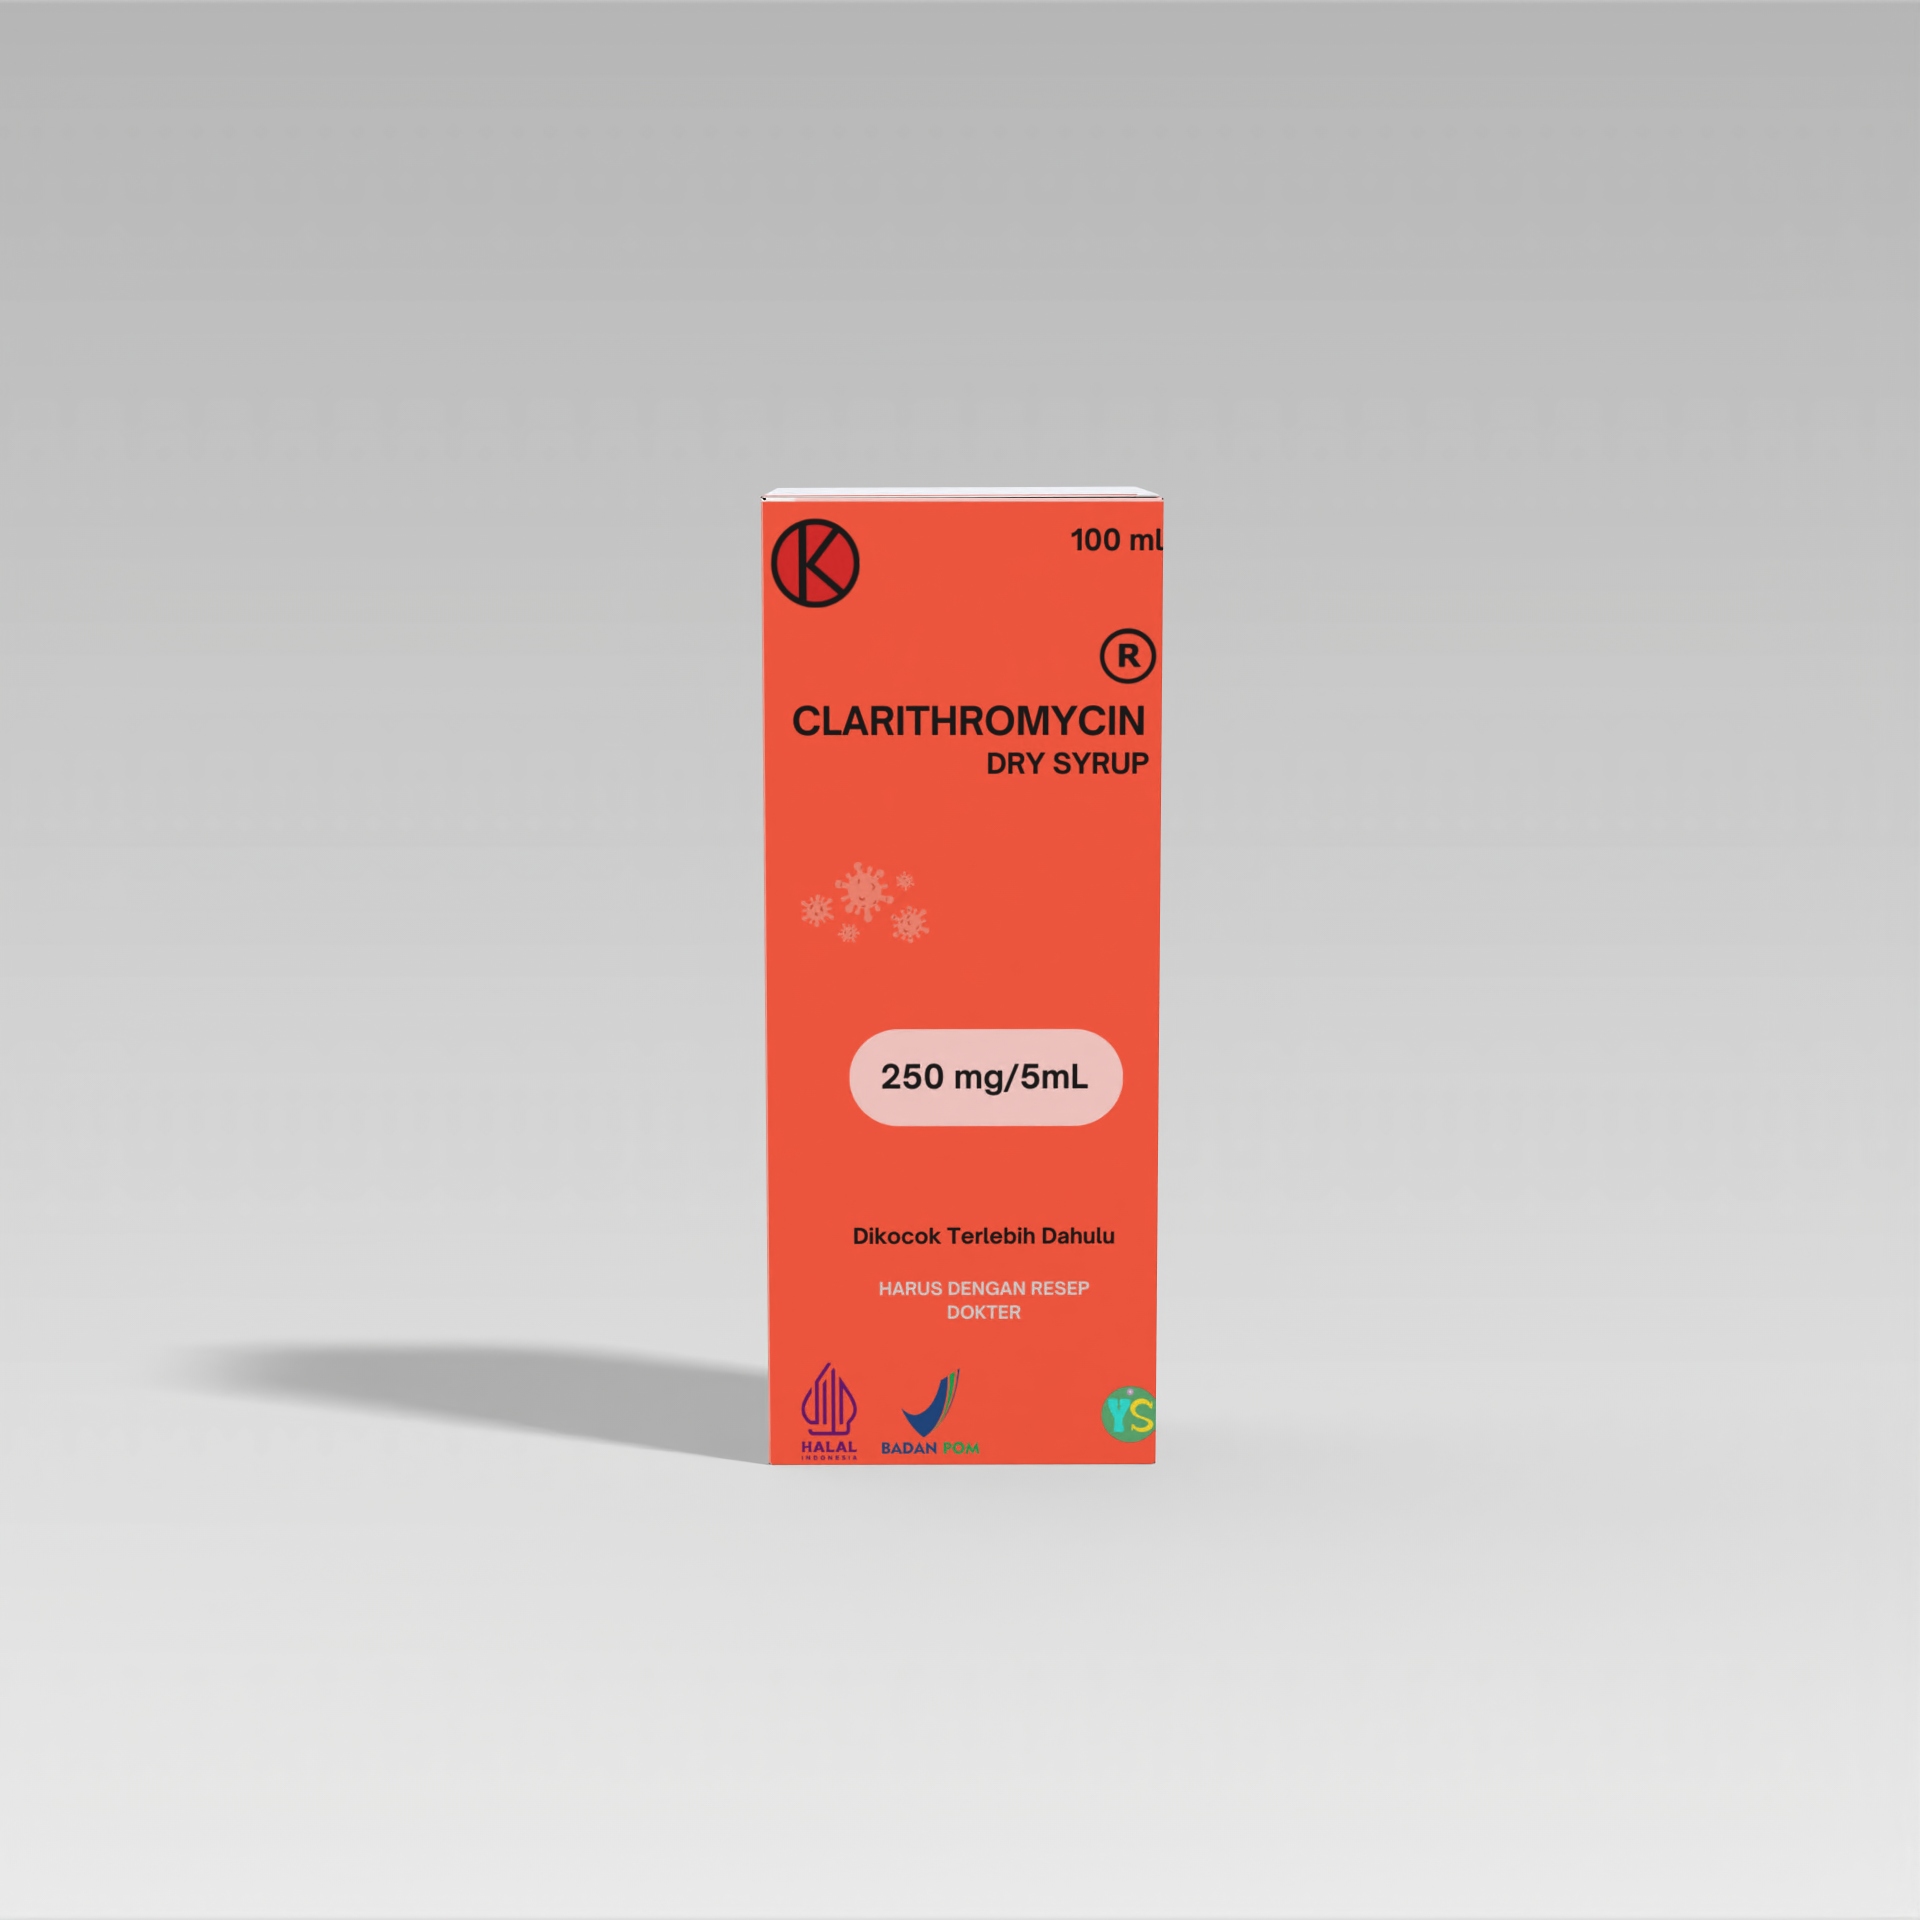 K
100 ml
®
CLARITHROMYCIN
DRY SYRUP
250 mg/5mL
Dikocok Terlebih Dahulu
HARUS DENGAN RESEP
DOKTER
HALAL
INDONESIA
BADAN POM
YS